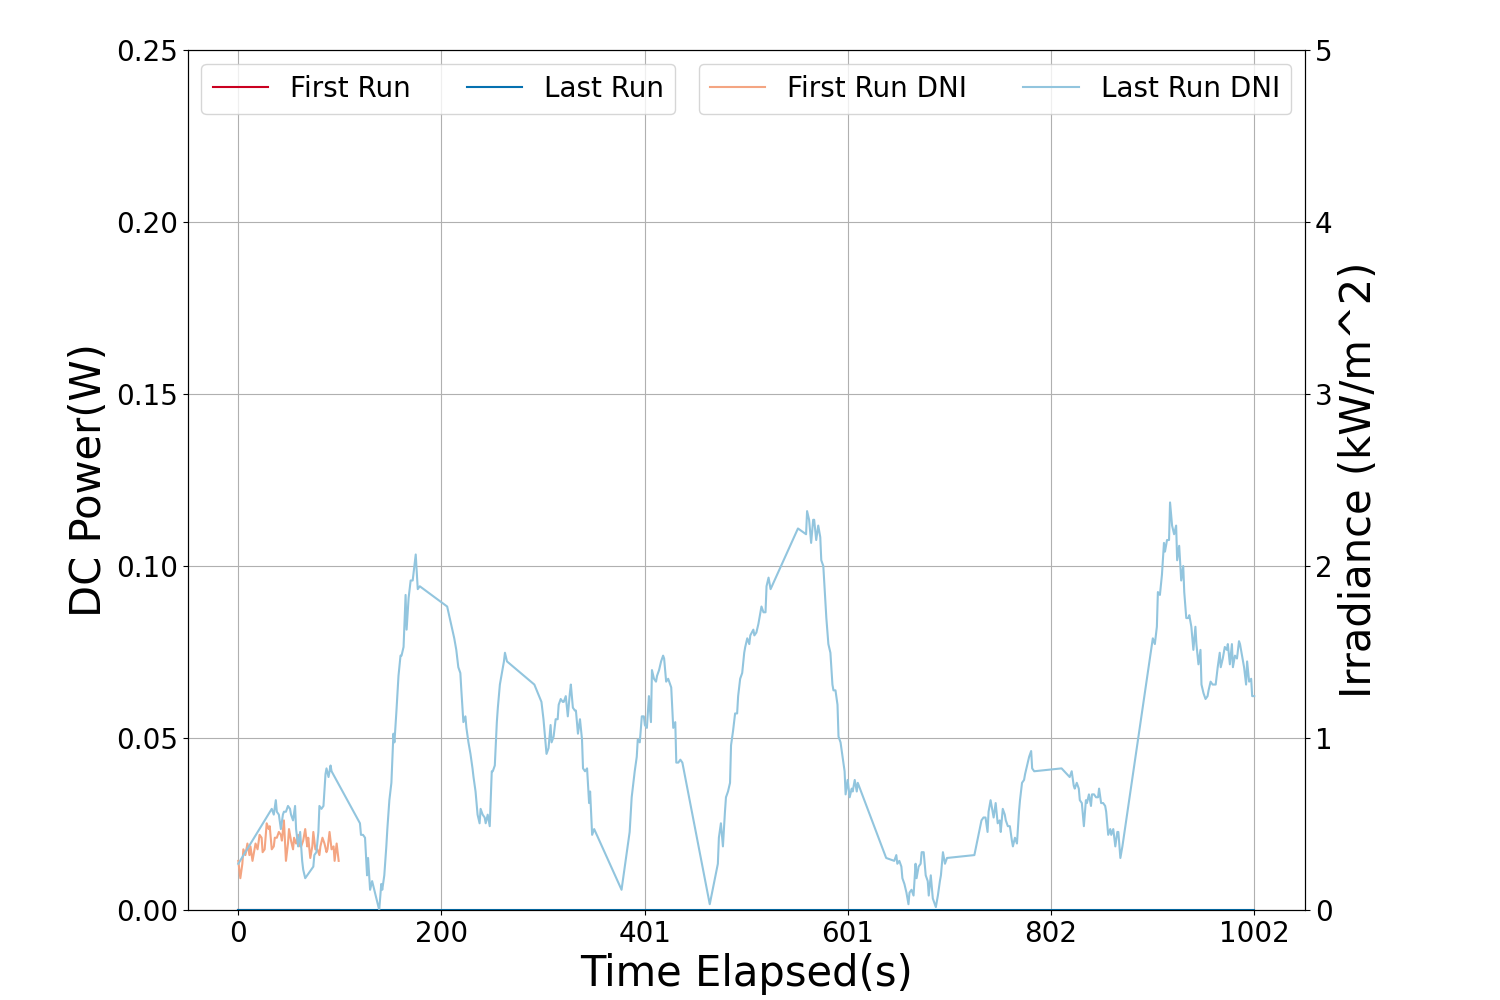 First Run Last Run First Run DNI Last Run DNI
0.25
0.20
0.15
0.10
0.05
0.00
DC Power(W)
5
4
3
2
1
0
Irradiance (kW/m^2)
0 200 401 601 802 1002
Time Elapsed(s)